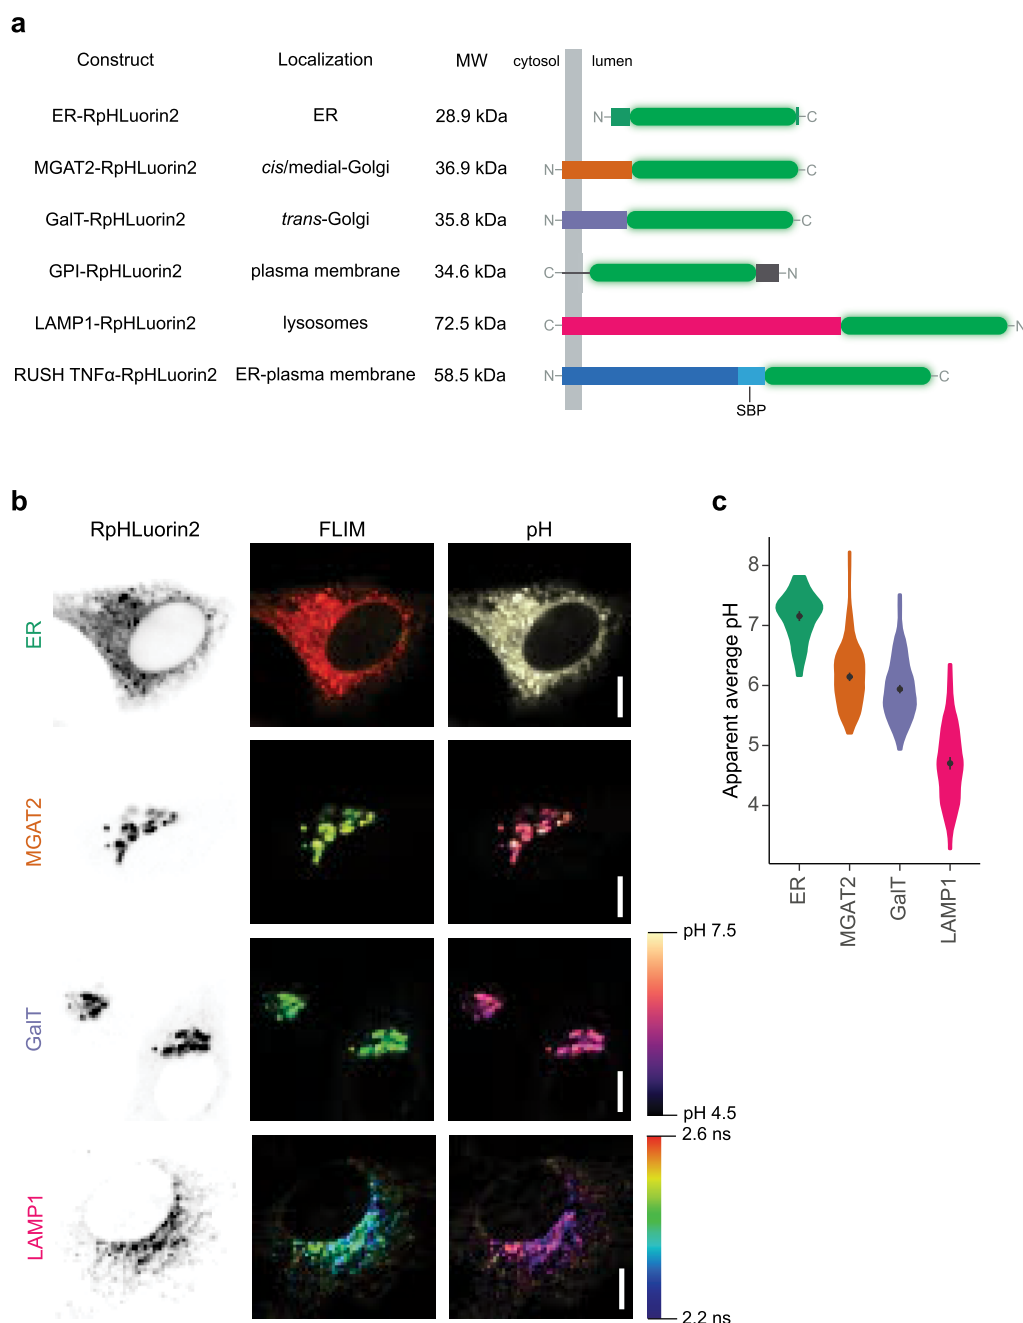 a
Construct Localization MW cytosol lumen
ER-RpHLuorin2 ER 28.9 kDa N C
MGAT2-RpHLuorin2 cis/medial-Golgi 36.9 kDa N C
GalT-RpHLuorin2 trans-Golgi 35.8 kDa N C
GPI-RpHLuorin2 plasma membrane 34.6 kDa C N
LAMP1-RpHLuorin2 lysosomes 72.5 kDa C N
RUSH TNFα-RpHLuorin2 ER-plasma membrane 58.5 kDa N C
SBP
b
RpHLuorin2 FLIM pH
ER
MGAT2
GalT
LAMP1
pH 7.5
pH 4.5
2.6 ns
2.2 ns
c
Apparent average pH
8
7
6
5
4
ER MGAT2 GalT LAMP1